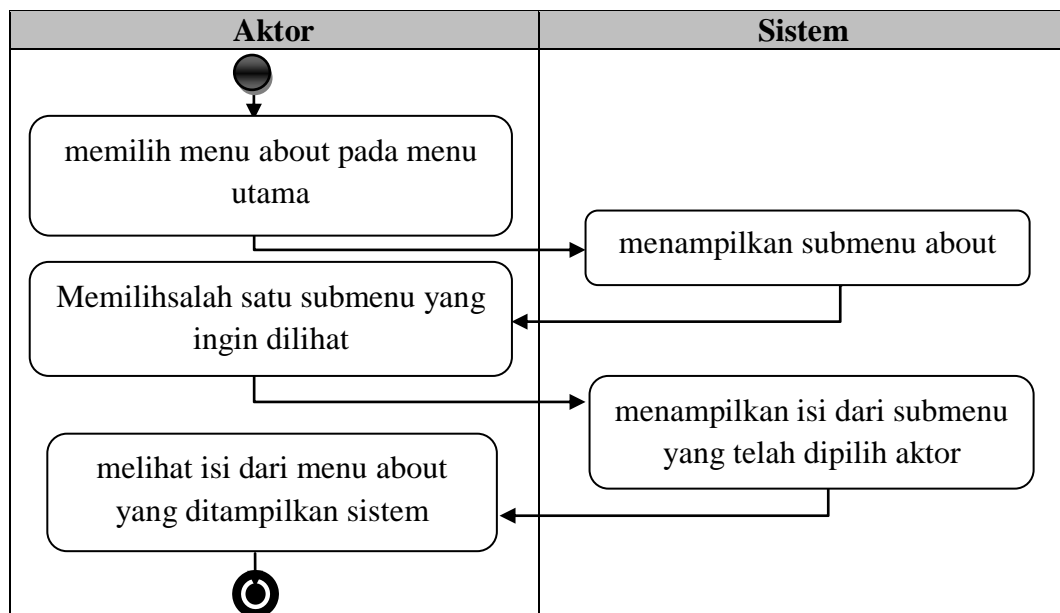 Aktor
Sistem
memilih menu about pada menu
utama
menampilkan submenu about
Memilihsalah satu submenu yang
ingin dilihat
menampilkan isi dari submenu
yang telah dipilih aktor
melihat isi dari menu about
yang ditampilkan sistem